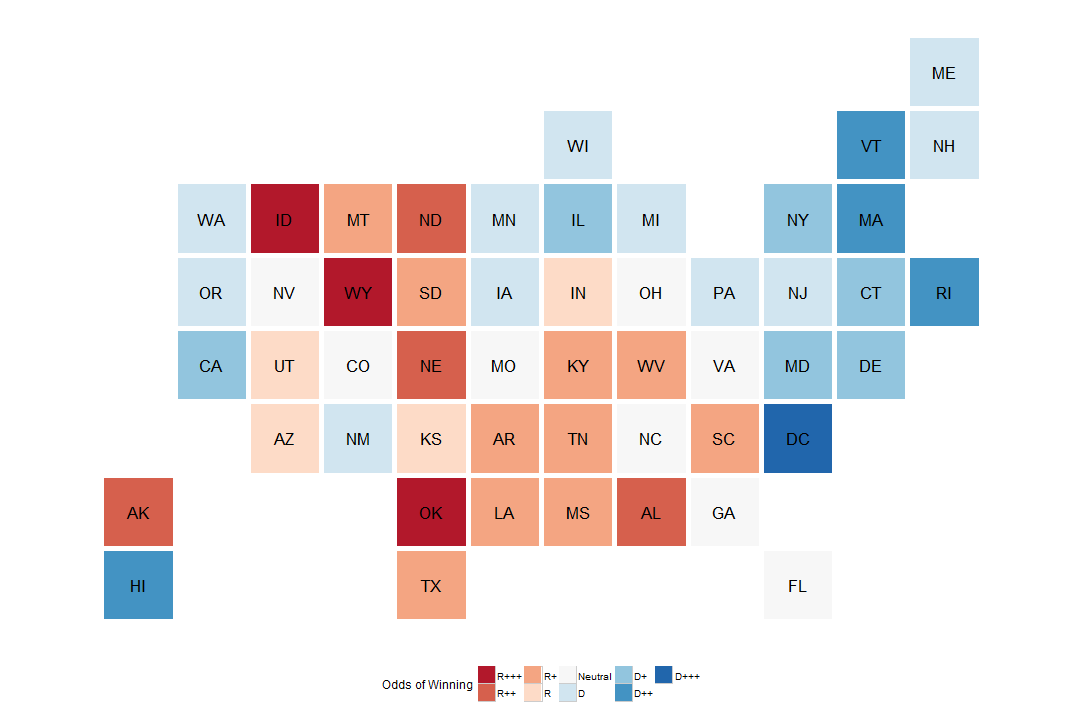 ME
WI VT NH
WA ID MT ND MN IL MI NY MA
OR NV WY SD IA IN OH PA NJ CT RI
CA UT CO NE MO KY WV VA MD DE
AZ NM KS AR TN NC SC DC
AK OK LA MS AL GA
HI TX FL
Odds of Winning R+++ R+ Neutral D+ D+++
R++ R D D++